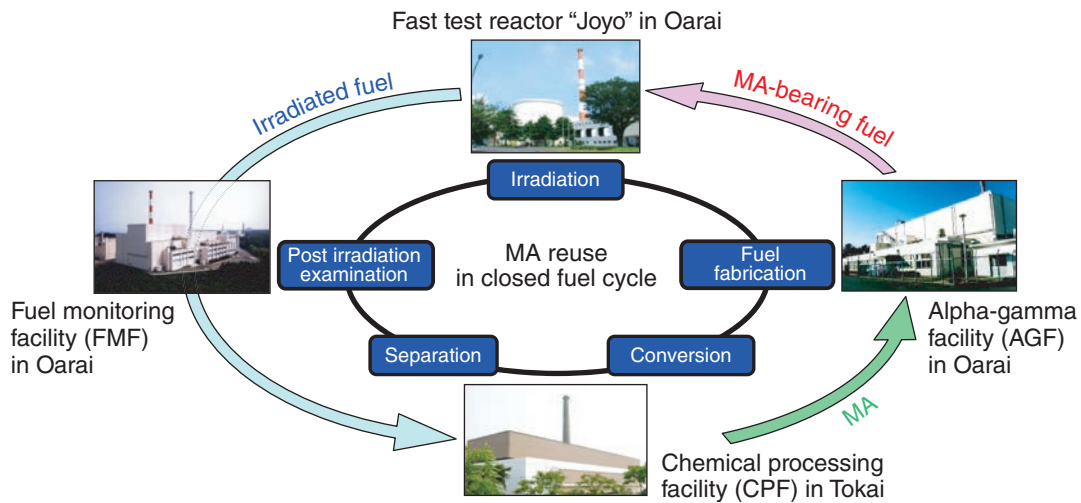 Fast test reactor “Joyo” in Oarai
Irradiated fuel
MA-bearing fuel
Irradiation
Post irradiation
examination
MA reuse
in closed fuel cycle
Fuel
fabrication
Fuel monitoring
facility (FMF)
in Oarai
Alpha-gamma
facility (AGF)
in Oarai
Separation
Conversion
MA
Chemical processing
facility (CPF) in Tokai